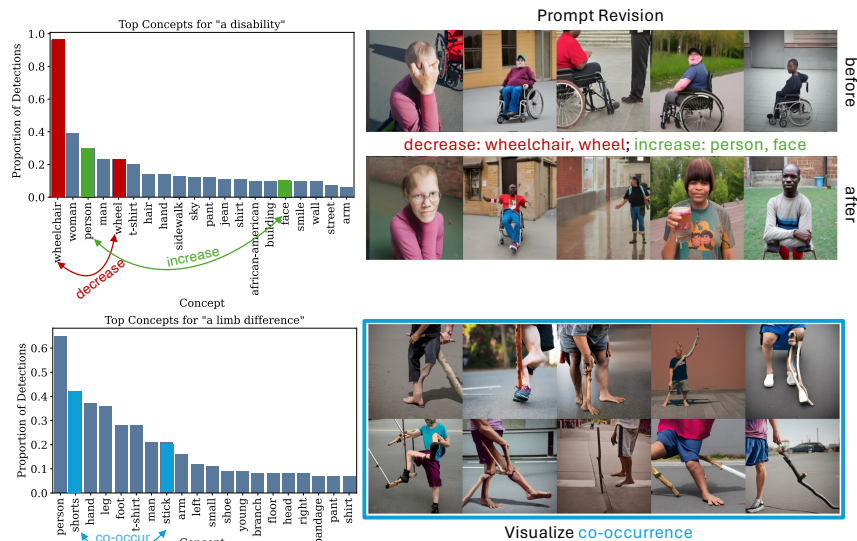 Top Concepts for "a disability"
Proportion of Detections
1.0
0.8
0.6
0.4
0.2
0.0
wheelchair
woman
person
man
wheel
t-shirt
hair
hand
sidewalk
sky
pant
jean
shirt
african-american
building
face
smile
wall
street
arm
decrease
increase
Concept
Prompt Revision
before
decrease: wheelchair, wheel; increase: person, face
after
Top Concepts for "a limb difference"
Proportion of Detections
0.6
0.5
0.4
0.3
0.2
0.1
0.0
person
shorts
hand
leg
foot
t-shirt
man
stick
arm
left
small
shoe
young
branch
floor
head
right
bandage
pant
shirt
co-occur
Visualize co-occurrence